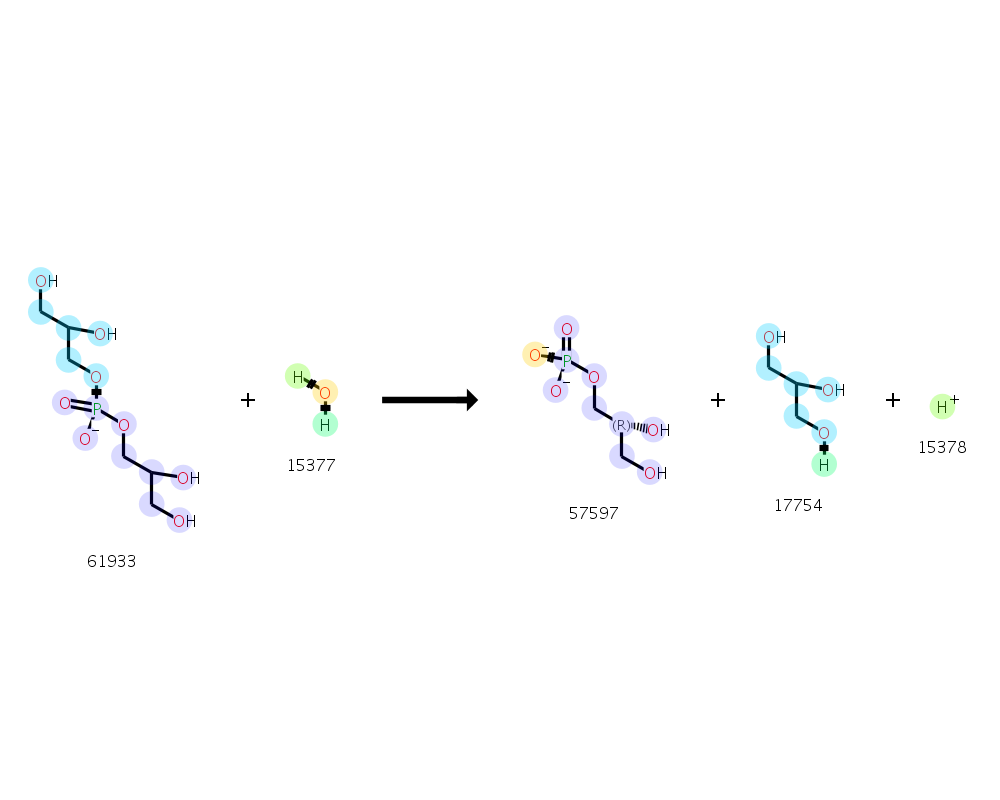 OH
OH
O
O P
O⁻ O
OH
OH
61933
+
H O
H
15377
O
O⁻ P
O⁻ O
(R) OH
OH
57597
+
OH
OH
O
H
17754
+
H⁺
15378